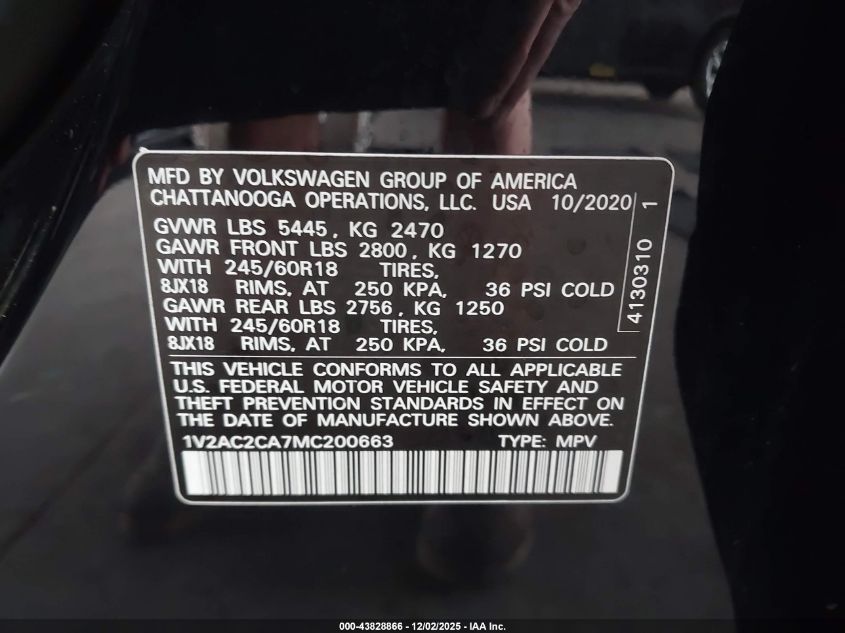 MFD BY VOLKSWAGEN GROUP OF AMERICA
CHATTANOOGA OPERATIONS, LLC. USA 10/2020
GVWR LBS 5445, KG 2470
GAWR FRONT LBS 2800, KG 1270
WITH 245/60R18 TIRES,
8JX18 RIMS, AT 250 KPA, 36 PSI COLD
GAWR REAR LBS 2756, KG 1250
WITH 245/60R18 TIRES,
8JX18 RIMS, AT 250 KPA, 36 PSI COLD
4130310 1
THIS VEHICLE CONFORMS TO ALL APPLICABLE
U.S. FEDERAL MOTOR VEHICLE SAFETY AND
THEFT PREVENTION STANDARDS IN EFFECT ON
THE DATE OF MANUFACTURE SHOWN ABOVE.
1V2AC2CA7MC200663 TYPE: MPV
000-43828866 - 12/02/2025 - IAA Inc.